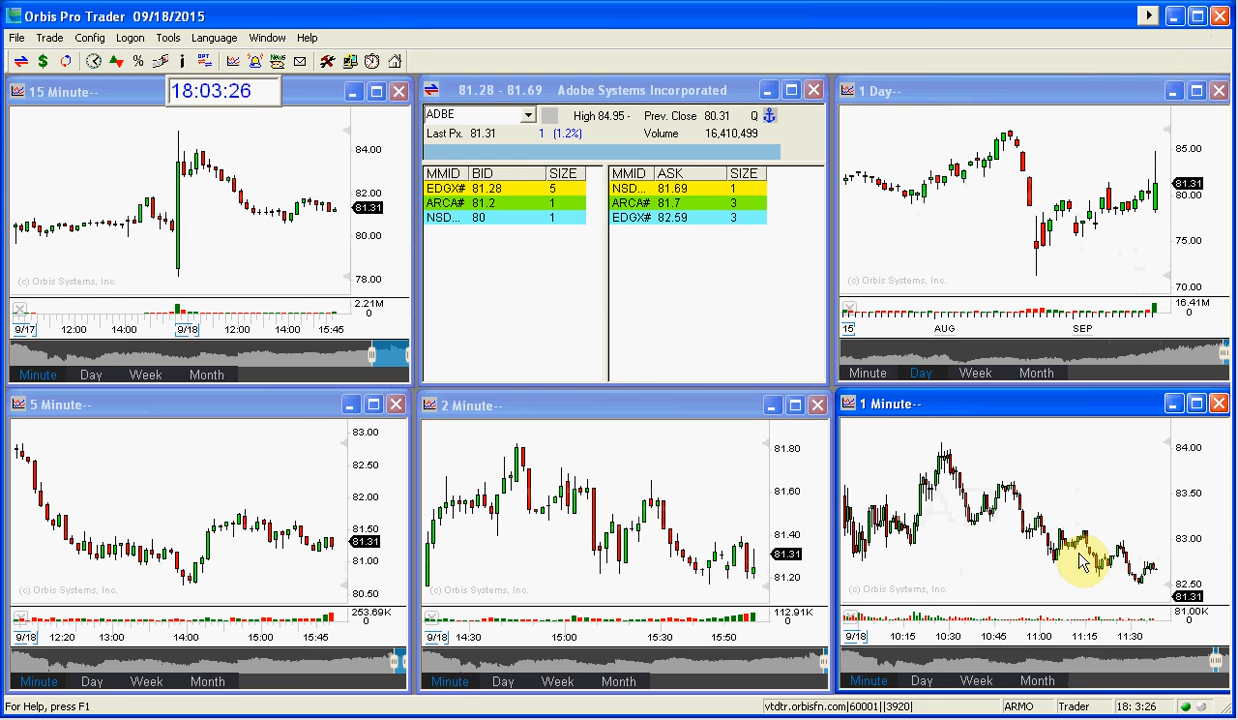 Orbis Pro Trader 09/18/2015
File Trade Config Logon Tools Language Window Help
15 Minute--
18:03:26
84.00
82.00
81.31
80.00
78.00
(c) Orbis Systems, Inc.
2.21M
0
9/17 12:00 14:00 9/18 12:00 14:00 15:45
Minute Day Week Month
81.28 - 81.69 Adobe Systems Incorporated
ADBE High 84.95 - Prev. Close 80.31 Q
Last Px. 81.31 1 (1.2%) Volume 16,410,499
MMID BID SIZE MMID ASK SIZE
EDGX# 81.28 5 NSD... 81.69 1
ARCA# 81.2 1 ARCA# 81.7 3
NSD... 80 1 EDGX# 82.59 3
1 Day--
85.00
81.31
80.00
75.00
70.00
(c) Orbis Systems, Inc.
16.41M
0
15 AUG SEP
Minute Day Week Month
5 Minute--
83.00
82.50
82.00
81.50
81.31
81.00
80.50
(c) Orbis Systems, Inc.
253.69K
0
9/18 12:20 13:00 14:00 15:00 15:45
Minute Day Week Month
2 Minute--
81.80
81.60
81.40
81.31
81.20
(c) Orbis Systems, Inc.
112.91K
0
9/18 14:30 15:00 15:30 15:50
Minute Day Week Month
1 Minute--
84.00
83.50
83.00
82.50
81.31
(c) Orbis Systems, Inc.
81.00K
0
9/18 10:15 10:30 10:45 11:00 11:15 11:30
Minute Day Week Month
For Help, press F1 vtdtr.orbisfn.com|60001||3920| ARMO Trader 18: 3:26